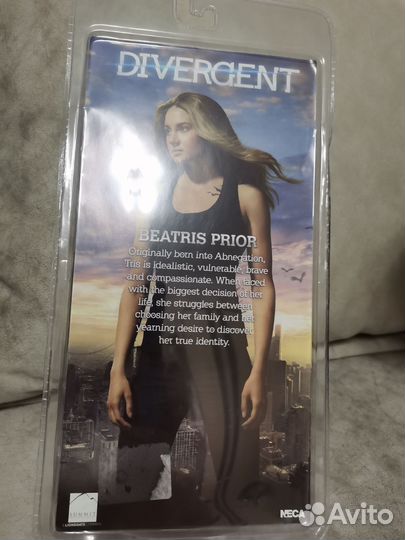 DIVERGENT
BEATRIS PRIOR
Originally born into Abnegation,
Tris is idealistic, vulnerable, brave
and compassionate. When faced
with the biggest decision of her
life, she struggles between
choosing her family and her
yearning desire to discover
her true identity.
SUMMIT
LIONSGATE
NECA
Avito